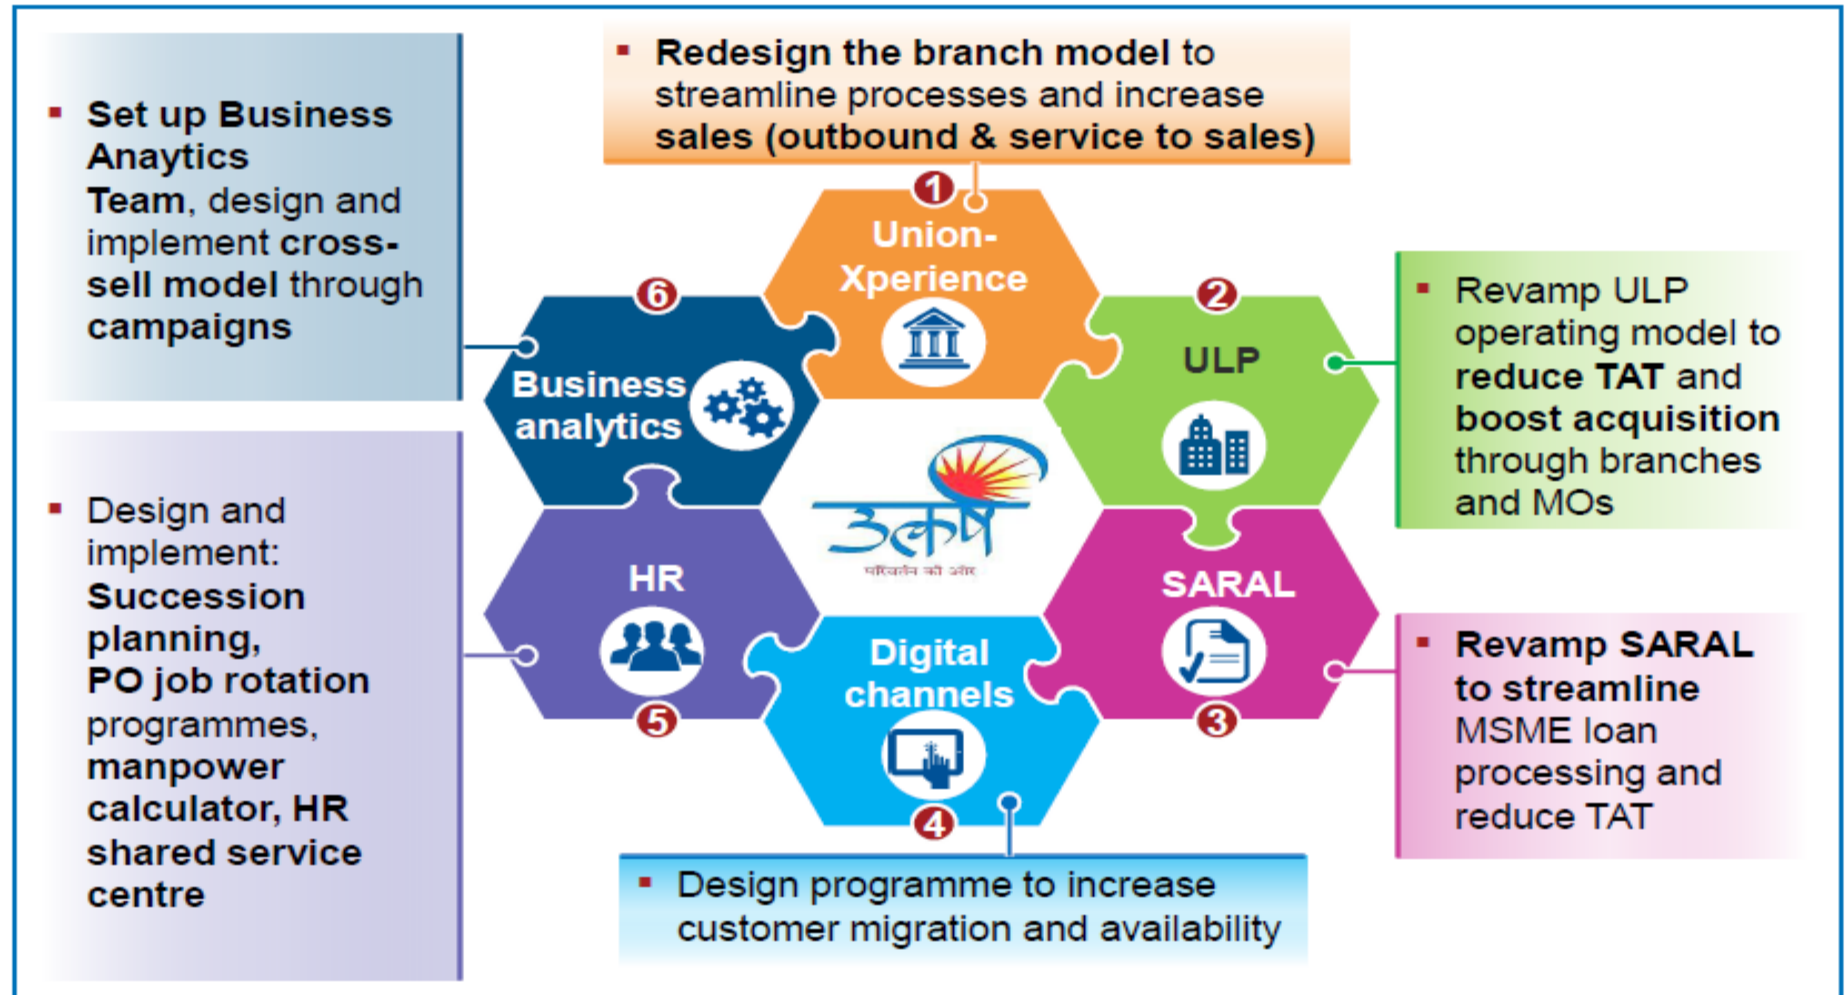 ▪ Redesign the branch model to
streamline processes and increase
sales (outbound & service to sales)
1
Union-
Xperience
2
ULP
▪ Revamp ULP
operating model to
reduce TAT and
boost acquisition
through branches
and MOs
SARAL
3
▪ Revamp SARAL
to streamline
MSME loan
processing and
reduce TAT
Digital
channels
4
▪ Design programme to increase
customer migration and availability
HR
5
▪ Design and
implement:
Succession
planning,
PO job rotation
programmes,
manpower
calculator, HR
shared service
centre
6
Business
analytics
▪ Set up Business
Anaytics
Team, design and
implement cross-
sell model through
campaigns
उत्कर्ष
परिवर्तन की ओर